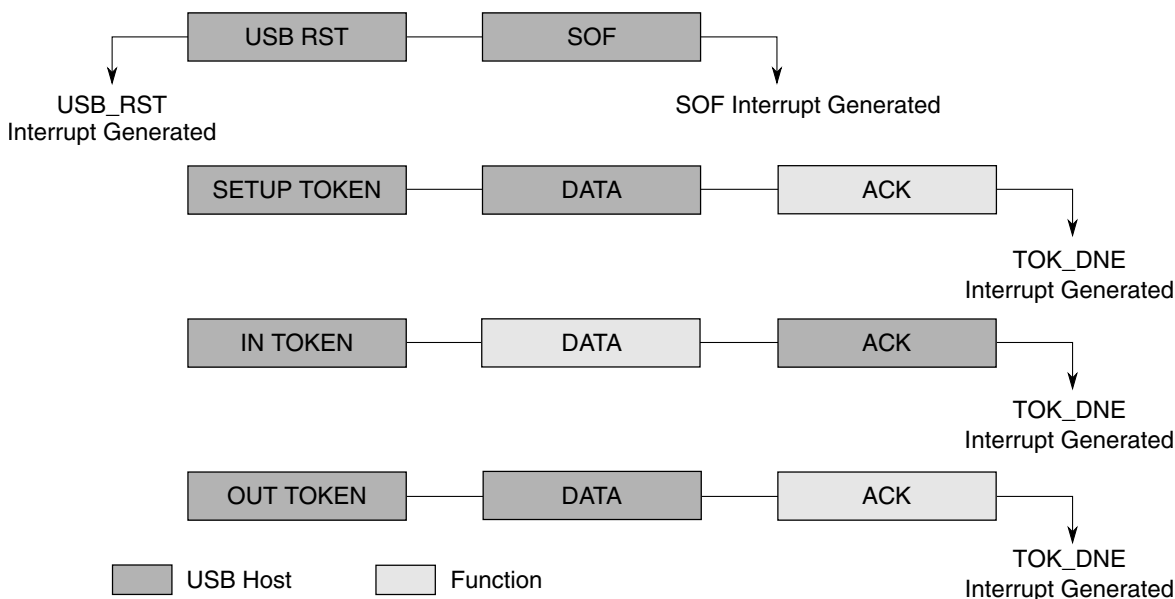 USB RST
SOF
USB_RST
Interrupt Generated
SOF Interrupt Generated
SETUP TOKEN
DATA
ACK
TOK_DNE
Interrupt Generated
IN TOKEN
DATA
ACK
TOK_DNE
Interrupt Generated
OUT TOKEN
DATA
ACK
TOK_DNE
Interrupt Generated
USB Host
Function